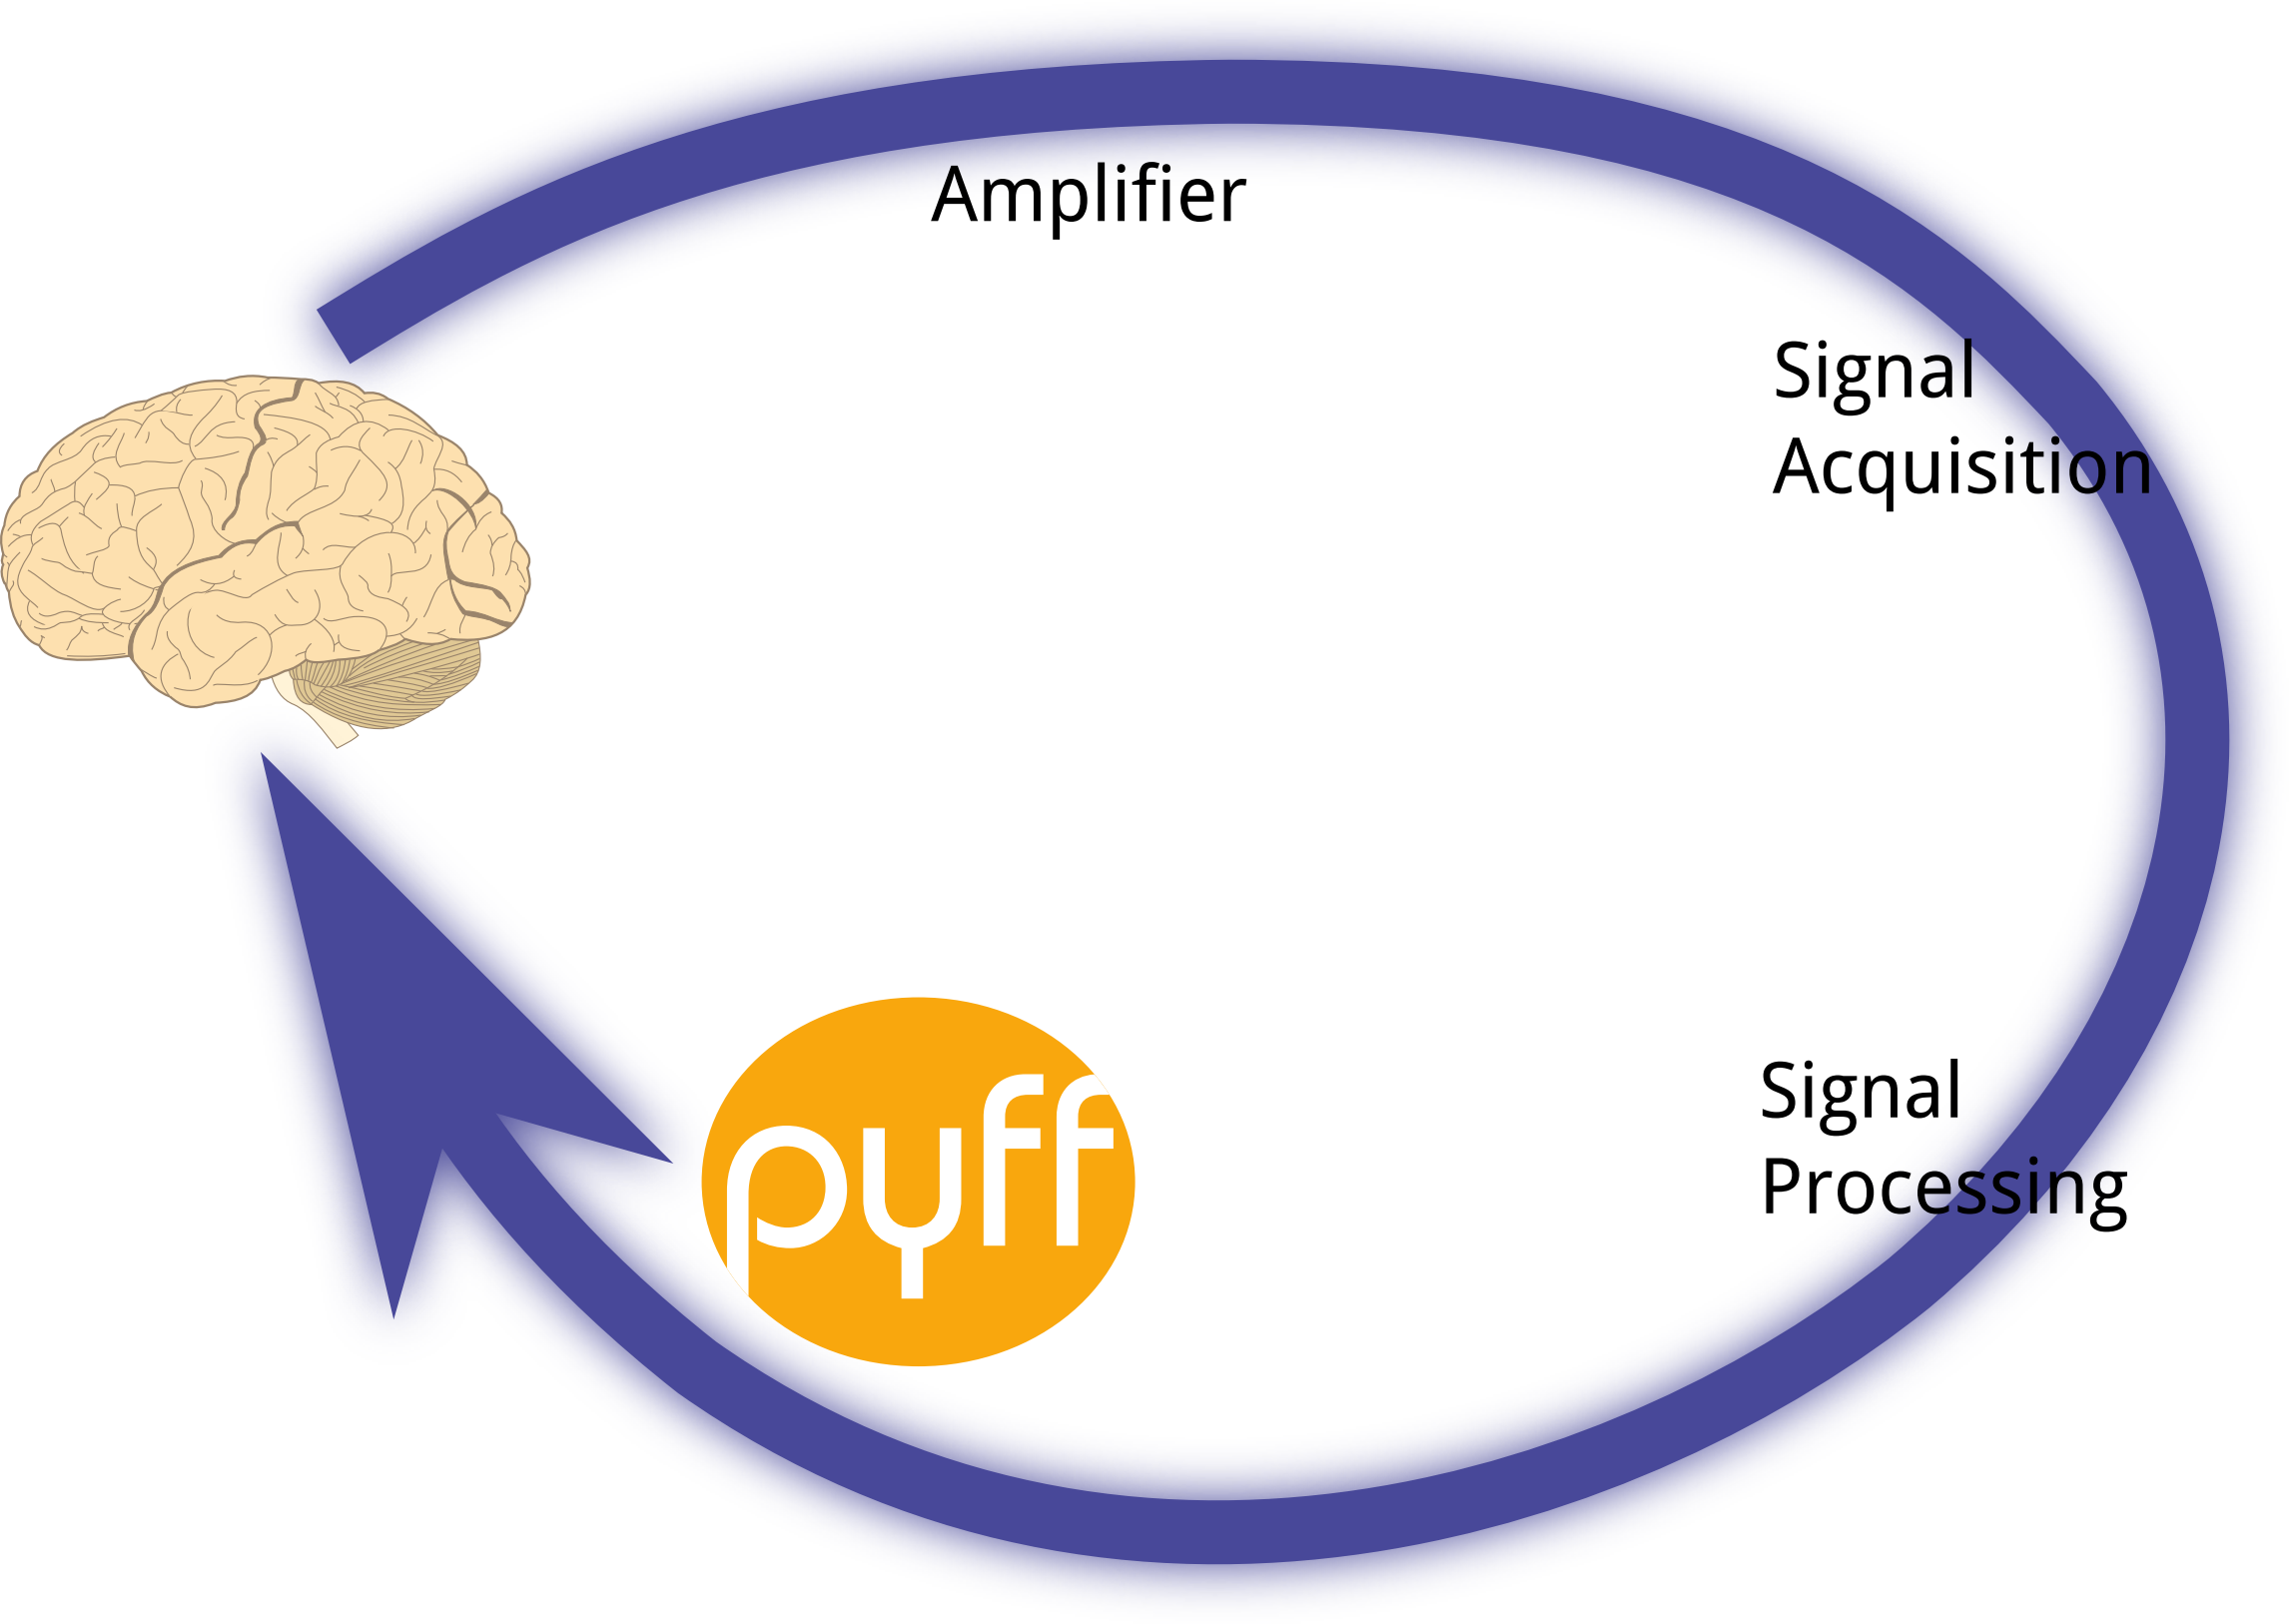 Amplifier
Signal
Acquisition
Signal
Processing
pyff